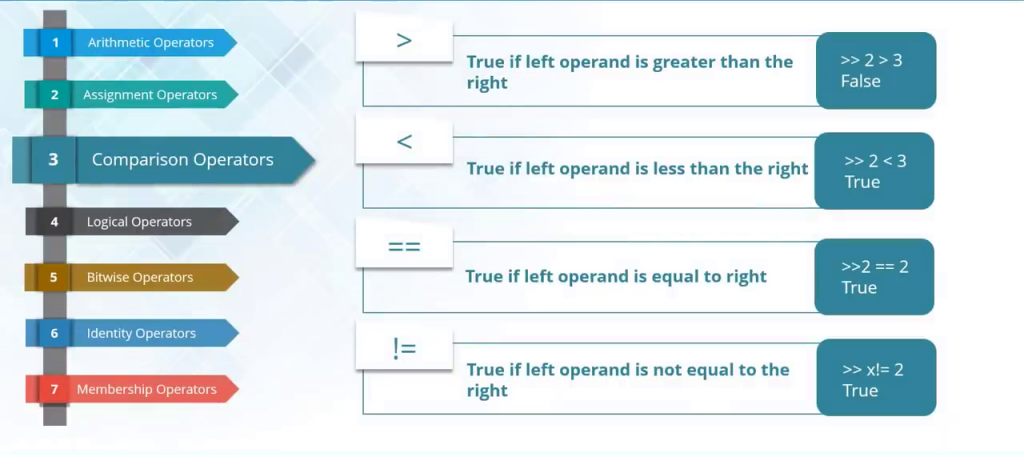 1 Arithmetic Operators
2 Assignment Operators
3 Comparison Operators
4 Logical Operators
5 Bitwise Operators
6 Identity Operators
7 Membership Operators
>
True if left operand is greater than the
right
>> 2 > 3
False
<
True if left operand is less than the right
>> 2 < 3
True
==
True if left operand is equal to right
>>2 == 2
True
!=
True if left operand is not equal to the
right
>> x!= 2
True